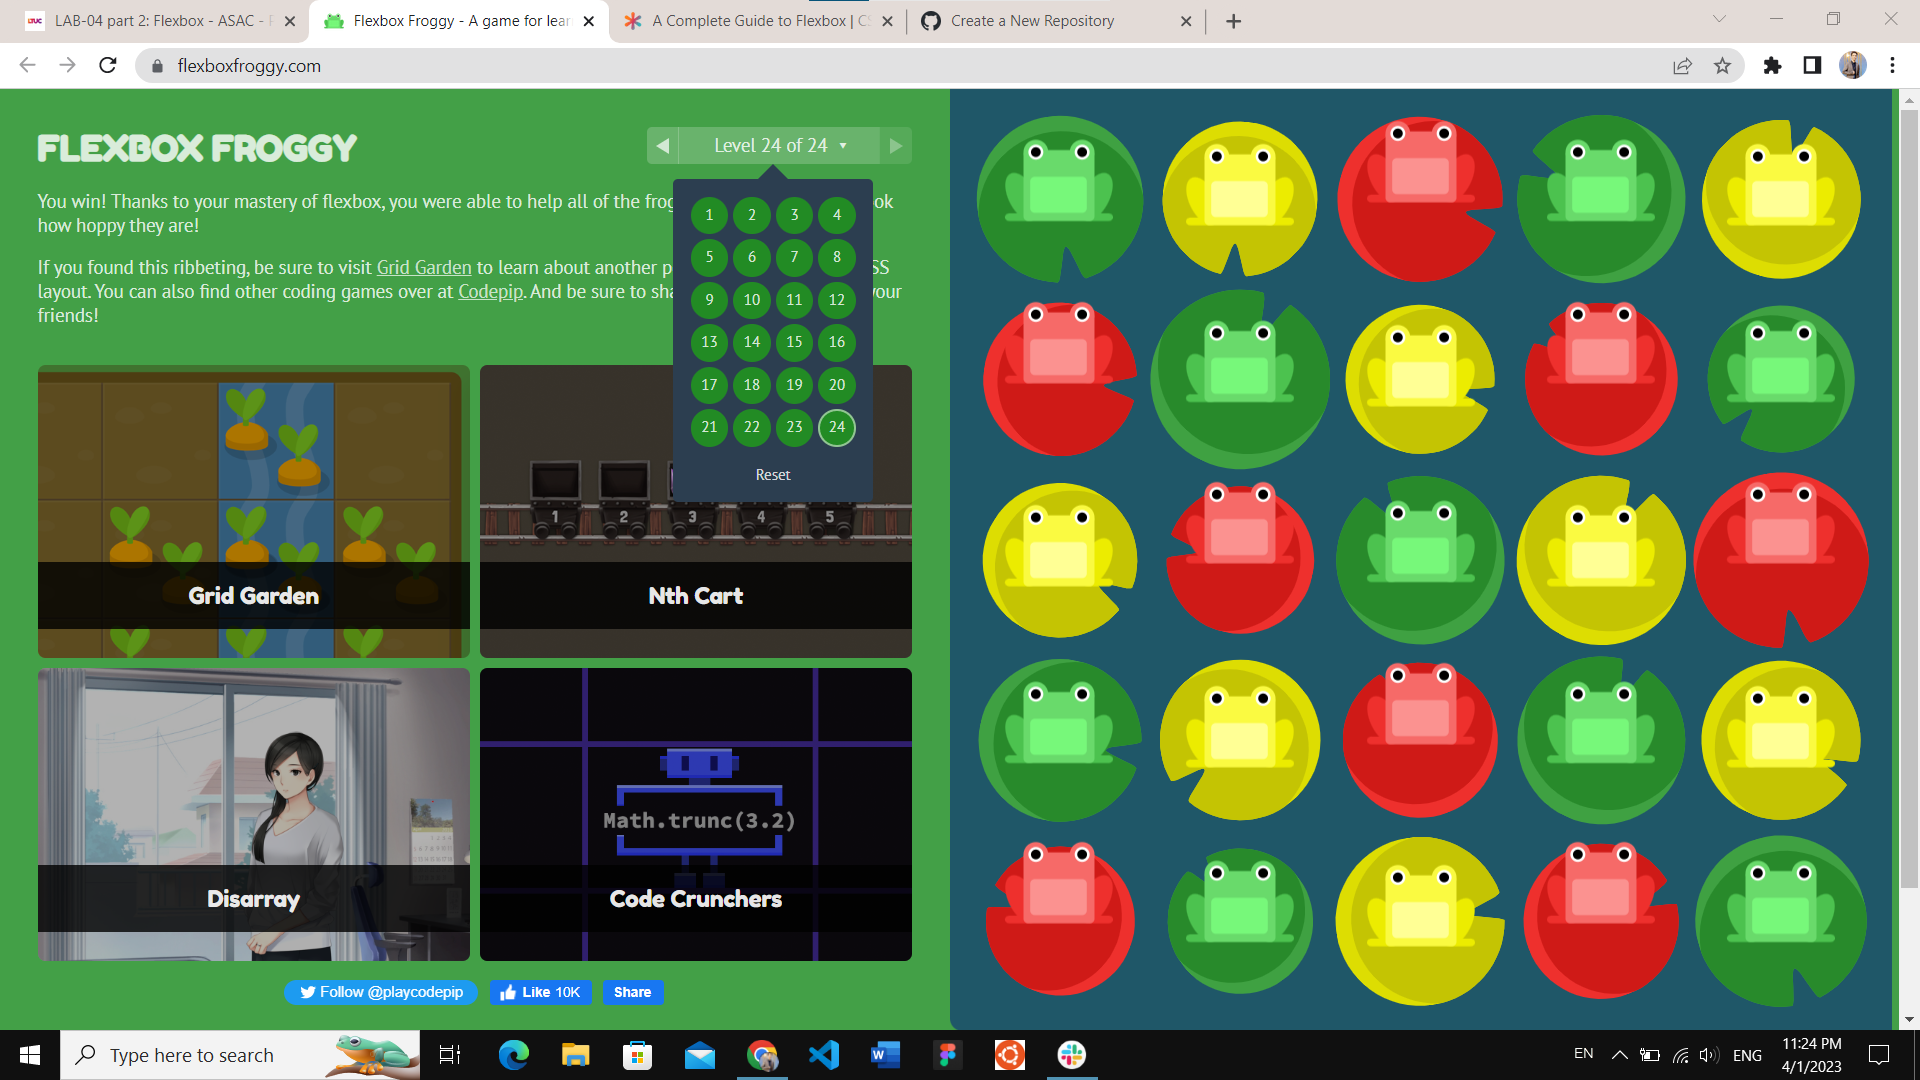 LAB-04 part 2: Flexbox - ASAC -
Flexbox Froggy - A game for lear
A Complete Guide to Flexbox | CS
Create a New Repository
flexboxfroggy.com
FLEXBOX FROGGY
Level 24 of 24
You win! Thanks to your mastery of flexbox, you were able to help all of the frog ok
how hoppy they are!
If you found this ribbeting, be sure to visit Grid Garden to learn about another p SS
layout. You can also find other coding games over at Codepip. And be sure to sha your
friends!
1 2 3 4
5 6 7 8
9 10 11 12
13 14 15 16
17 18 19 20
21 22 23 24
Reset
1 2 3 4 5
Grid Garden
Nth Cart
Math.trunc(3.2)
Disarray
Code Crunchers
Follow @playcodepip
Like 10K
Share
Type here to search
EN
ENG
11:24 PM
4/1/2023